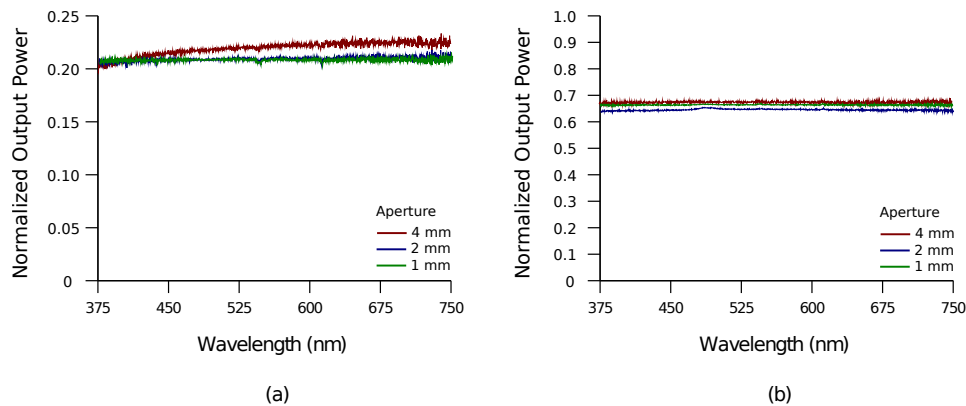 0.25
0.20
0.15
0.10
0.05
0
Normalized Output Power
Aperture
4 mm
2 mm
1 mm
375 450 525 600 675 750
Wavelength (nm)
(a)
1.0
0.9
0.8
0.7
0.6
0.5
0.4
0.3
0.2
0.1
0
Normalized Output Power
Aperture
4 mm
2 mm
1 mm
375 450 525 600 675 750
Wavelength (nm)
(b)